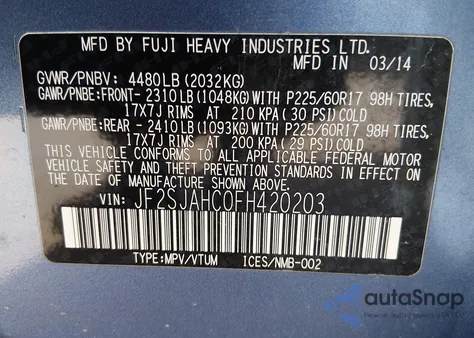 MFD BY FUJI HEAVY INDUSTRIES LTD.
IN 03/14
GVWR/PNBV: 4480LB (2032KG)
GAWR/PNBE:FRONT- 2310LB (1048KG)WITH P225/60R17 98H TIRES,
17X7J RIMS AT 210 KPA (30 PSI)COLD
GAWR/PNBE:REAR - 2410LB (1093KG)WITH P225/60R17 98H TIRES,
17X7J RIMS AT 200 KPA (29 PSI)COLD
THIS VEHICLE CONFORMS TO ALL APPLICABLE FEDERAL MOTOR
VEHICLE SAFETY AND THEFT PREVENTION STANDARDS IN EFFECT
ON THE DATE OF MANUFACTURE SHOWN ABOVE.
VIN: JF2SJAHC0FH420203
TYPE:MPV/VTUM ICES/NMB-002
autoSnap